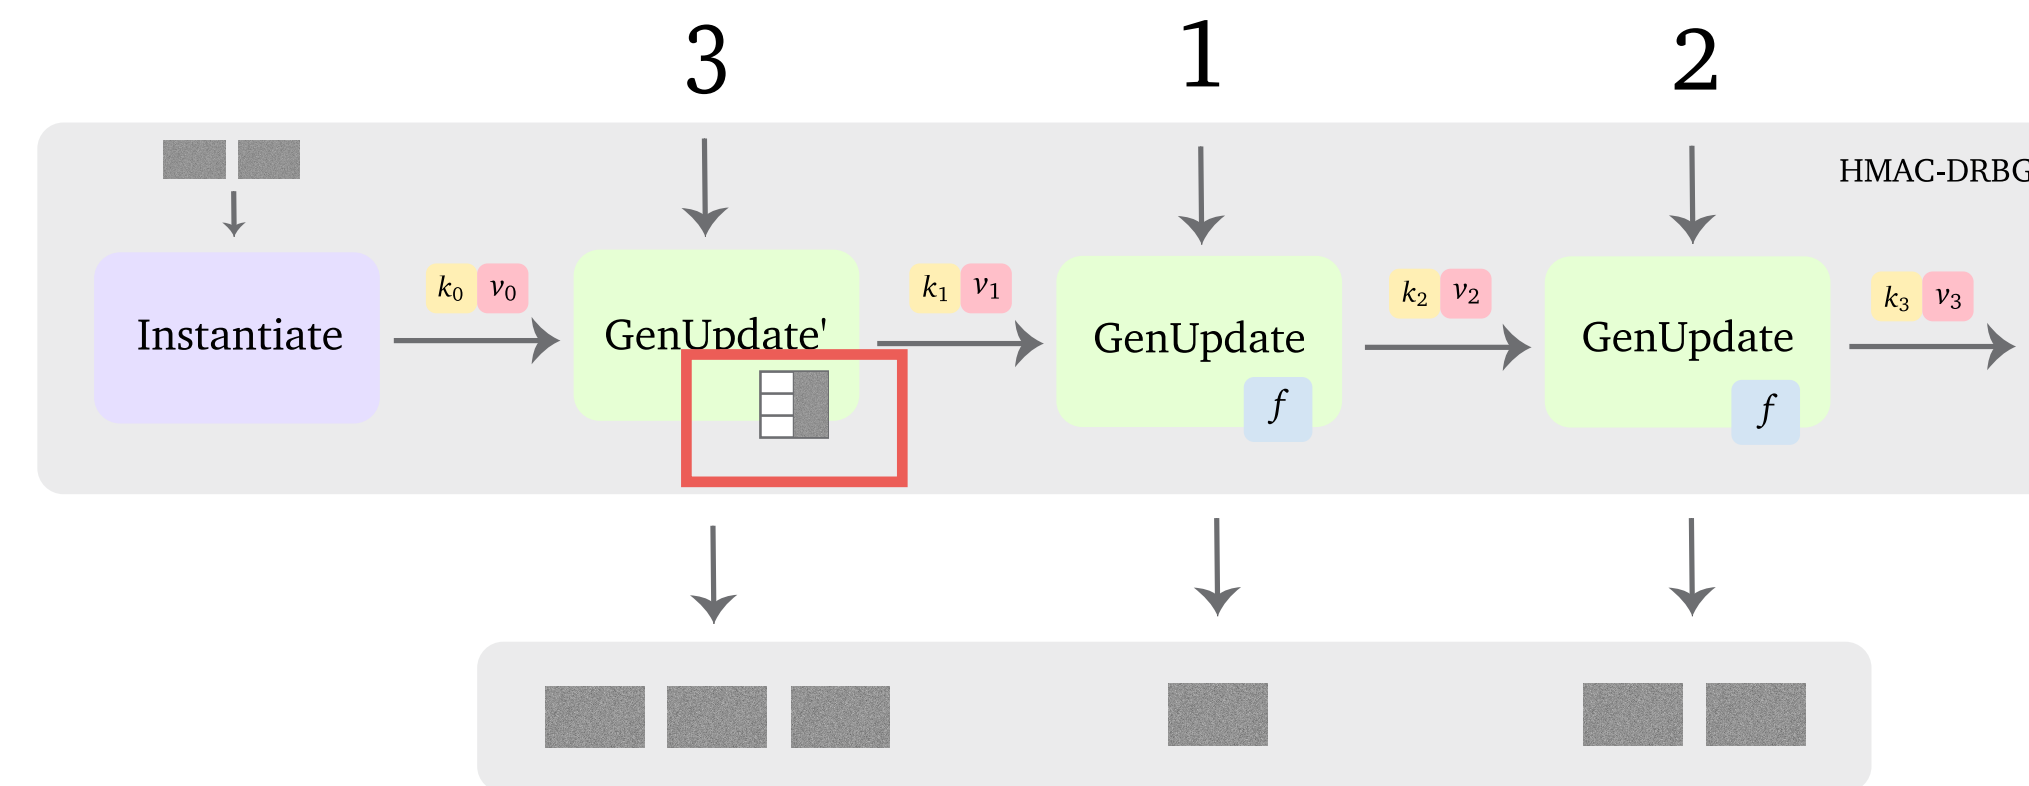 3
1
2
HMAC-DRBG
k0 v0
k1 v1
k2 v2
k3 v3
Instantiate
GenUpdate'
GenUpdate
GenUpdate
f
f